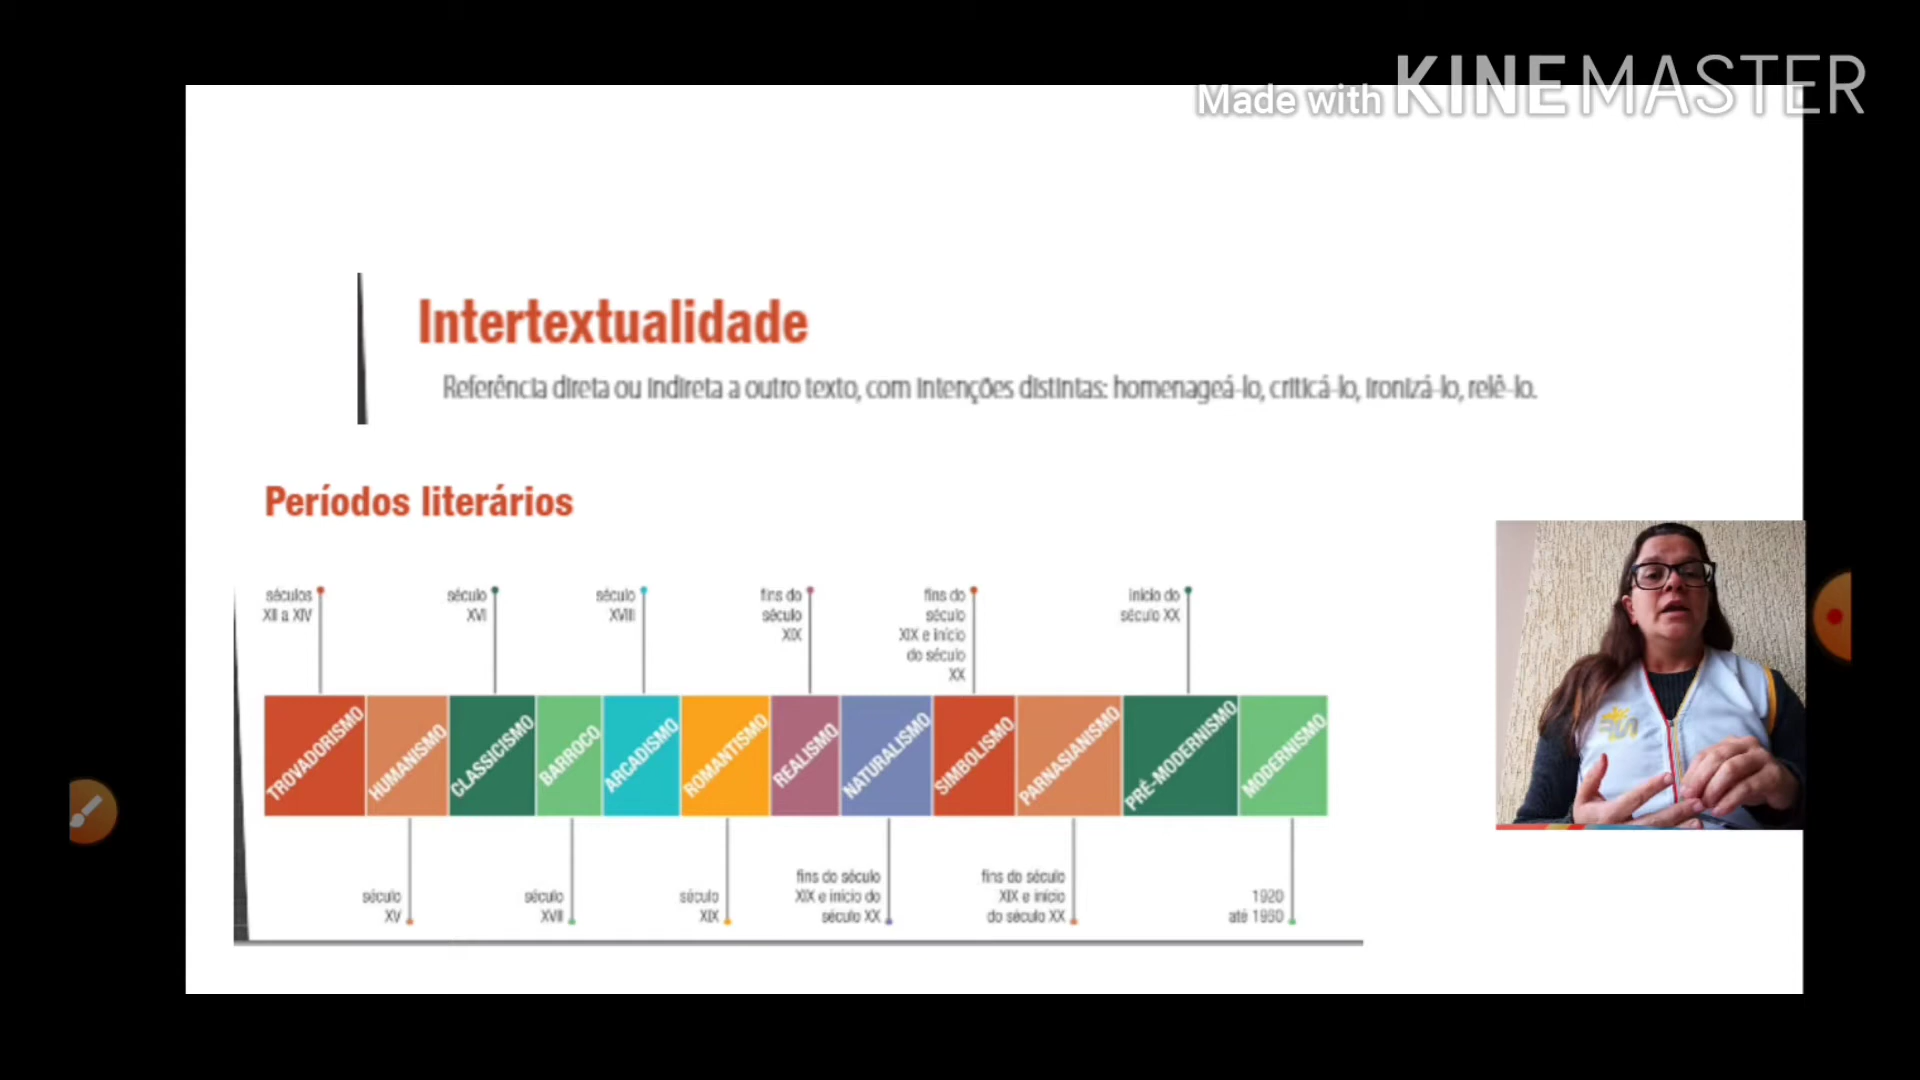 Made with KINEMASTER
Intertextualidade
Referência direta ou indireta a outro texto, com intenções distintas: homenageá-lo, criticá-lo, ironizá-lo, relê-lo.
Períodos literários
séculos
XII a XIV
século
XVI
século
XVIII
fins do
século
XIX
fins do
século
XIX e início
do século
XX
início do
século XX
TROVADORISMO
HUMANISMO
CLASSICISMO
BARROCO
ARCADISMO
ROMANTISMO
REALISMO
NATURALISMO
SIMBOLISMO
PARNASIANISMO
PRÉ-MODERNISMO
MODERNISMO
século
XV
século
XVII
século
XIX
fins do século
XIX e início do
século XX
fins do século
XIX e início
do século XX
1920
até 1960